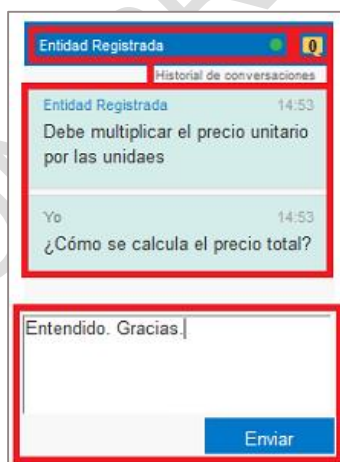 Entidad Registrada 0
Historial de conversaciones
Entidad Registrada 14:53
Debe multiplicar el precio unitario
por las unidaes
Yo 14:53
¿Cómo se calcula el precio total?
Entendido. Gracias.
Enviar